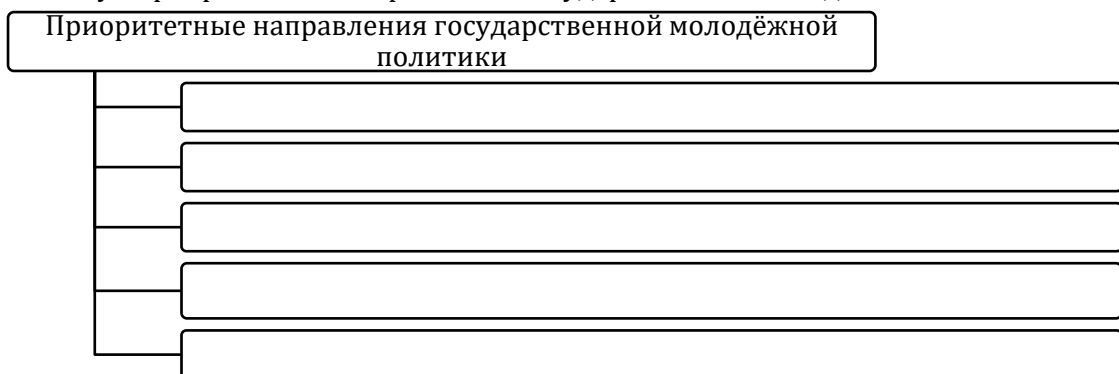 Приоритетные направления государственной молодёжной
политики